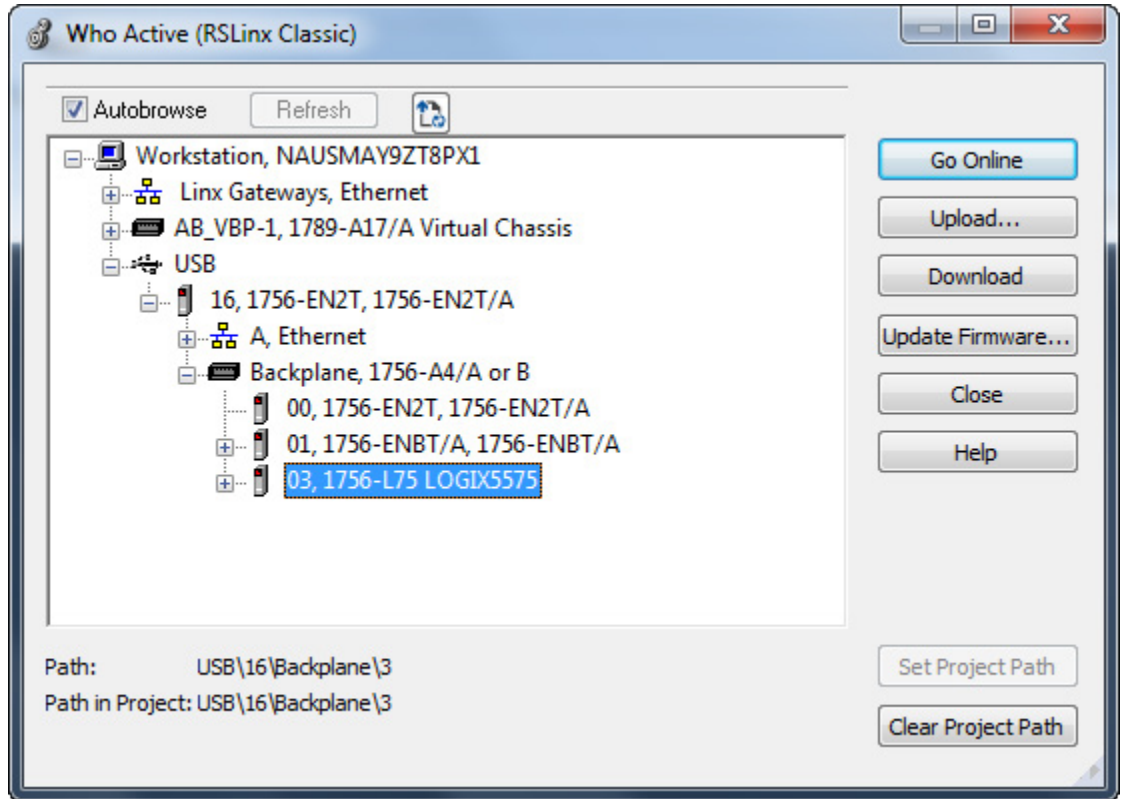 Who Active (RSLinx Classic)
Autobrowse Refresh
Workstation, NAUSMAY9ZT8PX1
Linx Gateways, Ethernet
AB_VBP-1, 1789-A17/A Virtual Chassis
USB
16, 1756-EN2T, 1756-EN2T/A
A, Ethernet
Backplane, 1756-A4/A or B
00, 1756-EN2T, 1756-EN2T/A
01, 1756-ENBT/A, 1756-ENBT/A
03, 1756-L75 LOGIX5575
Go Online
Upload...
Download
Update Firmware...
Close
Help
Path: USB\16\Backplane\3
Path in Project: USB\16\Backplane\3
Set Project Path
Clear Project Path